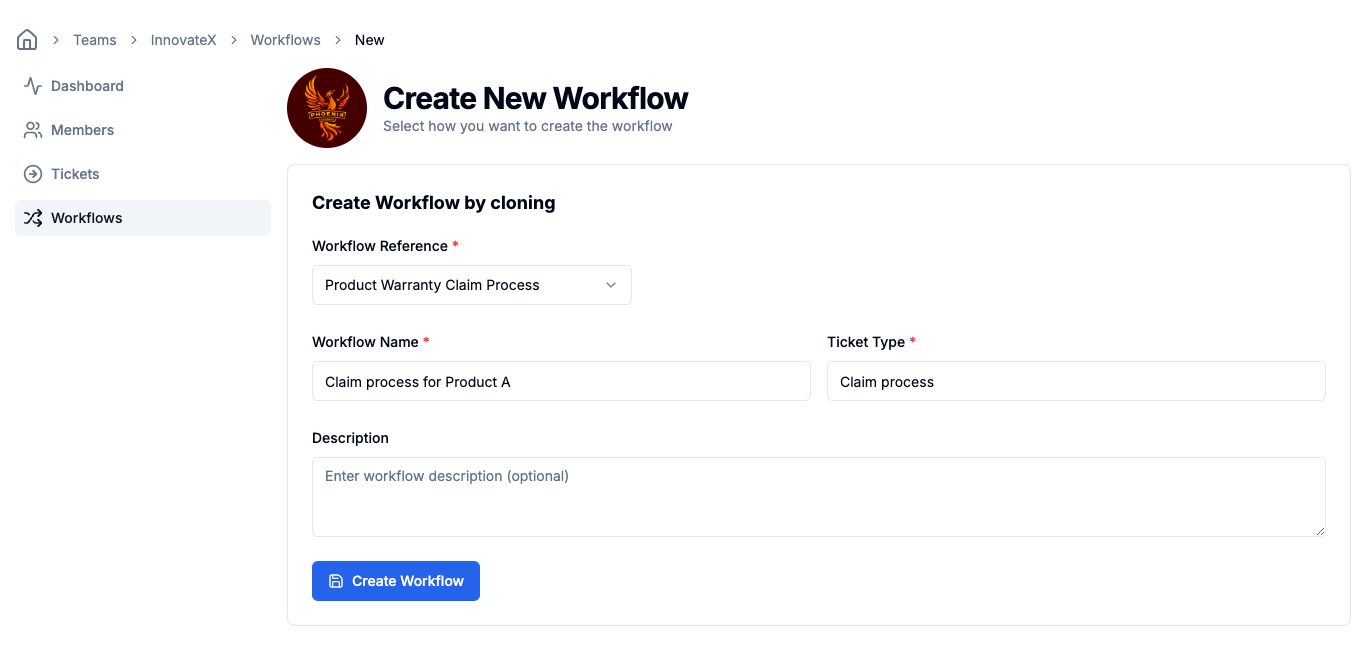 Teams > InnovateX > Workflows > New
Dashboard
Members
Tickets
Workflows
PHOENIX
Create New Workflow
Select how you want to create the workflow
Create Workflow by cloning
Workflow Reference *
Product Warranty Claim Process
Workflow Name *
Ticket Type *
Claim process for Product A
Claim process
Description
Enter workflow description (optional)
Create Workflow